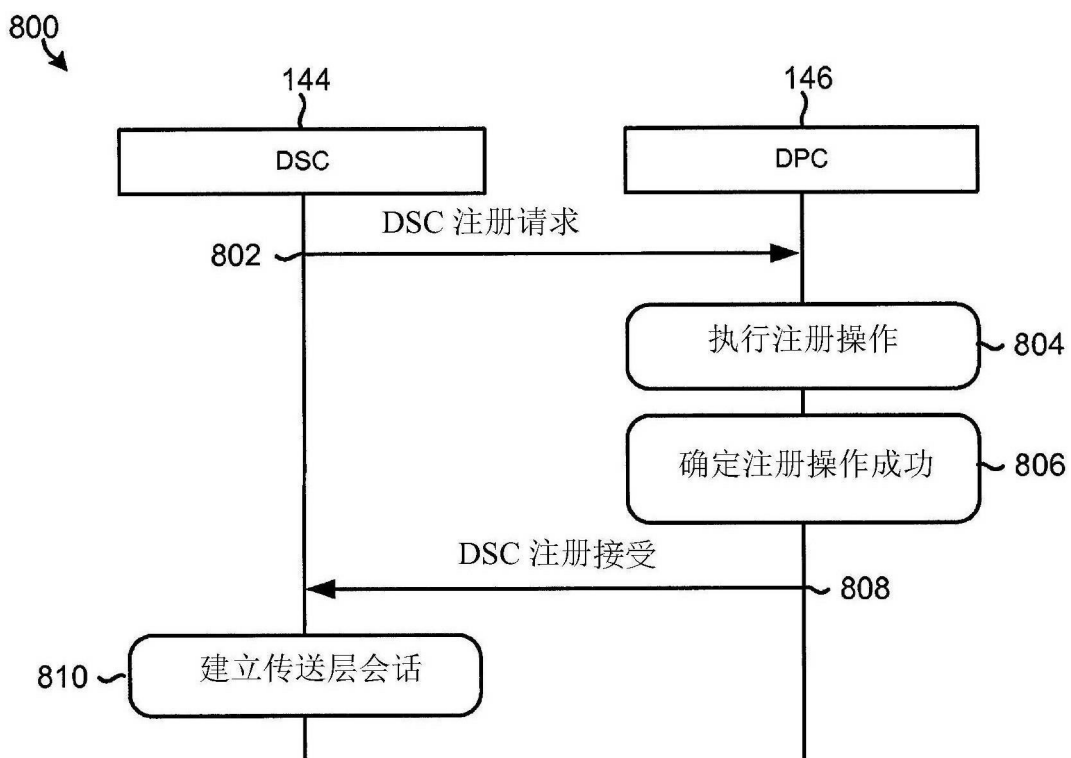 800
144
146
DSC
DPC
DSC 注册请求
802
执行注册操作
804
确定注册操作成功
806
DSC 注册接受
808
810
建立传送层会话